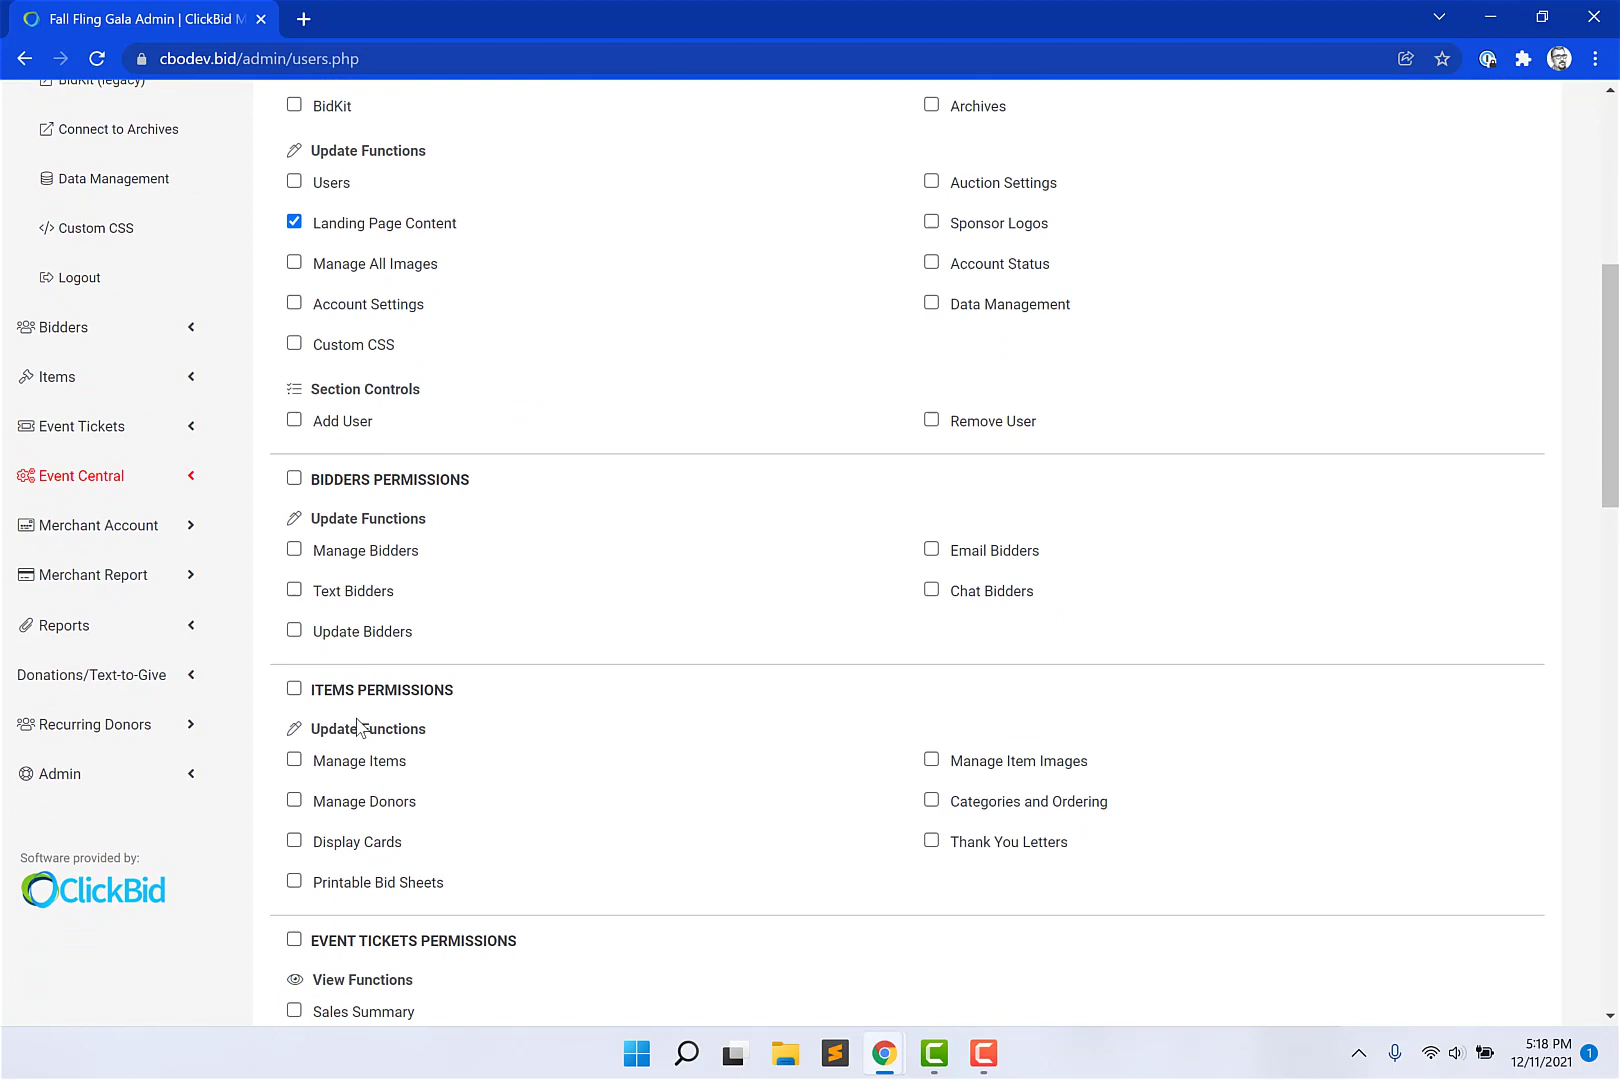 Fall Fling Gala Admin | ClickBid M
cbodev.bid/admin/users.php
BidKit (legacy)
Connect to Archives
Data Management
Custom CSS
Logout
Bidders
Items
Event Tickets
Event Central
Merchant Account
Merchant Report
Reports
Donations/Text-to-Give
Recurring Donors
Admin
Software provided by:
ClickBid
BidKit Archives
Update Functions
Users Auction Settings
Landing Page Content Sponsor Logos
Manage All Images Account Status
Account Settings Data Management
Custom CSS
Section Controls
Add User Remove User
BIDDERS PERMISSIONS
Update Functions
Manage Bidders Email Bidders
Text Bidders Chat Bidders
Update Bidders
ITEMS PERMISSIONS
Update Functions
Manage Items Manage Item Images
Manage Donors Categories and Ordering
Display Cards Thank You Letters
Printable Bid Sheets
EVENT TICKETS PERMISSIONS
View Functions
Sales Summary
5:18 PM
12/11/2021
1